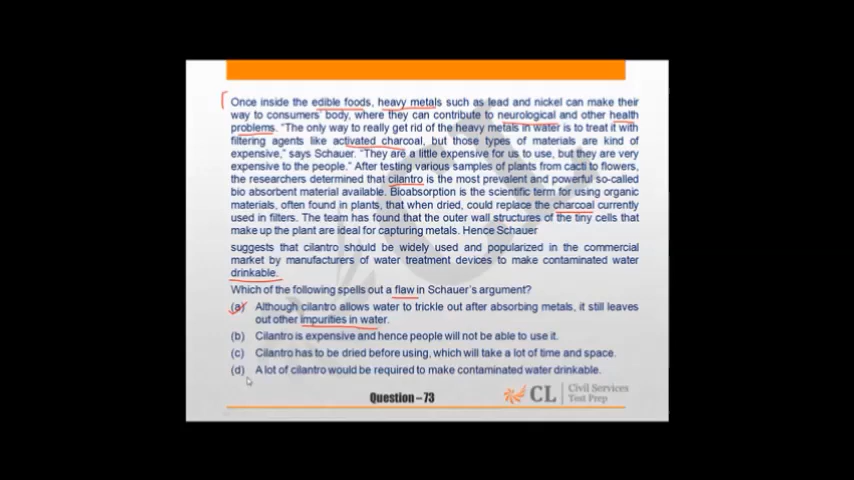 Once inside the edible foods, heavy metals such as lead and nickel can make their
way to consumers' body, where they can contribute to neurological and other health
problems. "The only way to really get rid of the heavy metals in water is to treat it with
filtering agents like activated charcoal, but those types of materials are kind of
expensive," says Schauer. "They are a little expensive for us to use, but they are very
expensive to the people." After testing various samples of plants from cacti to flowers,
the researchers determined that cilantro is the most prevalent and powerful so-called
bio absorbent material available. Bioabsorption is the scientific term for using organic
materials, often found in plants, that when dried, could replace the charcoal currently
used in filters. The team has found that the outer wall structures of the tiny cells that
make up the plant are ideal for capturing metals. Hence Schauer
suggests that cilantro should be widely used and popularized in the commercial
market by manufacturers of water treatment devices to make contaminated water
drinkable.
Which of the following spells out a flaw in Schauer's argument?
(a) Although cilantro allows water to trickle out after absorbing metals, it still leaves
out other impurities in water.
(b) Cilantro is expensive and hence people will not be able to use it.
(c) Cilantro has to be dried before using, which will take a lot of time and space.
(d) A lot of cilantro would be required to make contaminated water drinkable.
Question – 73
CL Civil Services
Test Prep